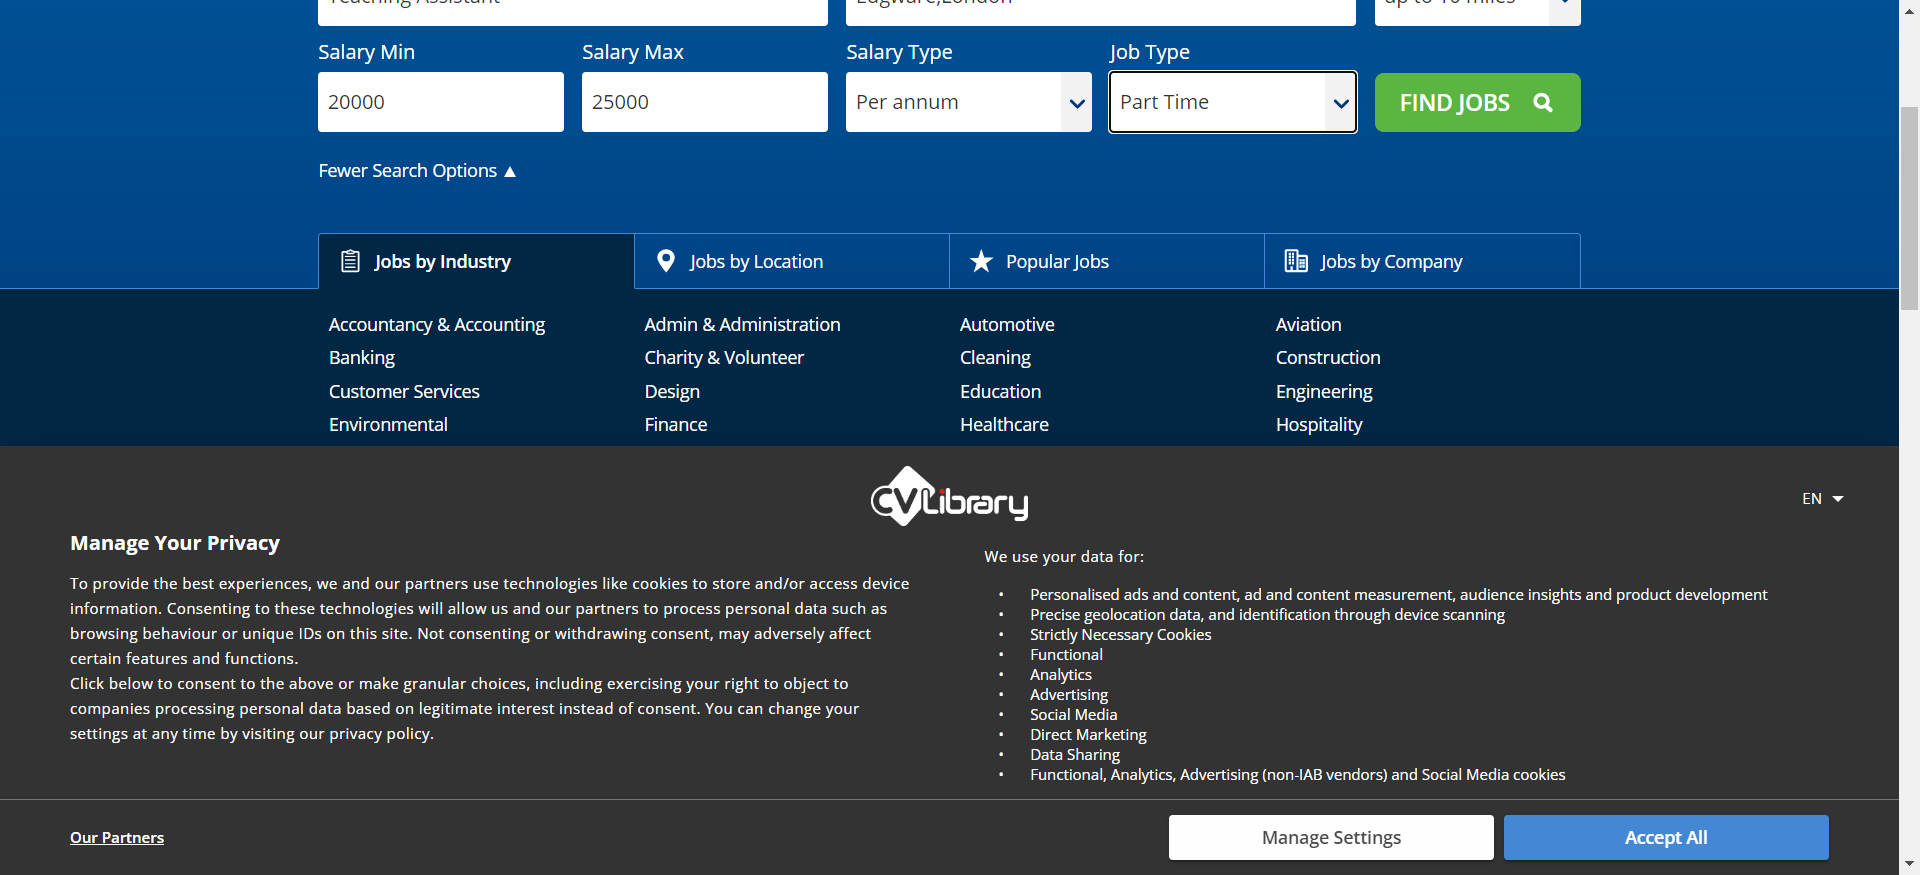 Teaching Assistant
Edgware,London
up to 10 miles
Salary Min
Salary Max
Salary Type
Job Type
20000
25000
Per annum
Part Time
FIND JOBS
Fewer Search Options ▲
Jobs by Industry
Jobs by Location
Popular Jobs
Jobs by Company
Accountancy & Accounting
Admin & Administration
Automotive
Aviation
Banking
Charity & Volunteer
Cleaning
Construction
Customer Services
Design
Education
Engineering
Environmental
Finance
Healthcare
Hospitality
CVLibrary
EN
Manage Your Privacy
To provide the best experiences, we and our partners use technologies like cookies to store and/or access device
information. Consenting to these technologies will allow us and our partners to process personal data such as
browsing behaviour or unique IDs on this site. Not consenting or withdrawing consent, may adversely affect
certain features and functions.
Click below to consent to the above or make granular choices, including exercising your right to object to
companies processing personal data based on legitimate interest instead of consent. You can change your
settings at any time by visiting our privacy policy.
We use your data for:
• Personalised ads and content, ad and content measurement, audience insights and product development
• Precise geolocation data, and identification through device scanning
• Strictly Necessary Cookies
• Functional
• Analytics
• Advertising
• Social Media
• Direct Marketing
• Data Sharing
• Functional, Analytics, Advertising (non-IAB vendors) and Social Media cookies
Our Partners
Manage Settings
Accept All